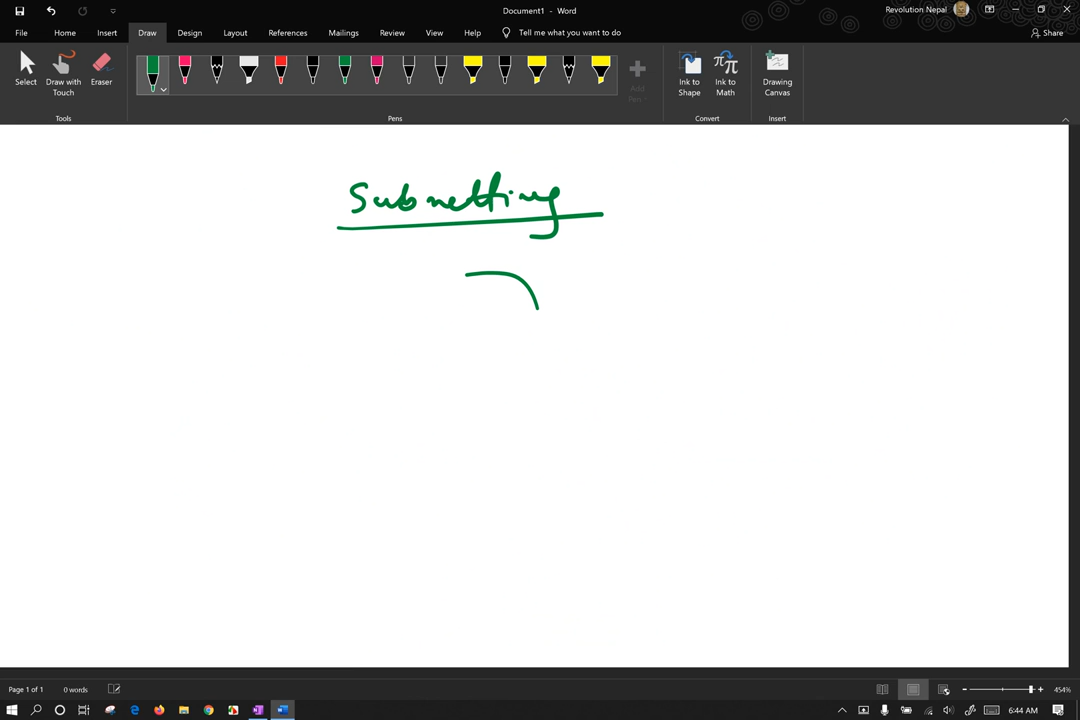 Document1 - Word
Revolution Nepal
File Home Insert Draw Design Layout References Mailings Review View Help Tell me what you want to do Share
Select Draw with Touch Eraser Add Pen Ink to Shape Ink to Math Drawing Canvas
Tools Pens Convert Insert
Subnetting
Page 1 of 1 0 words 454%
6:44 AM